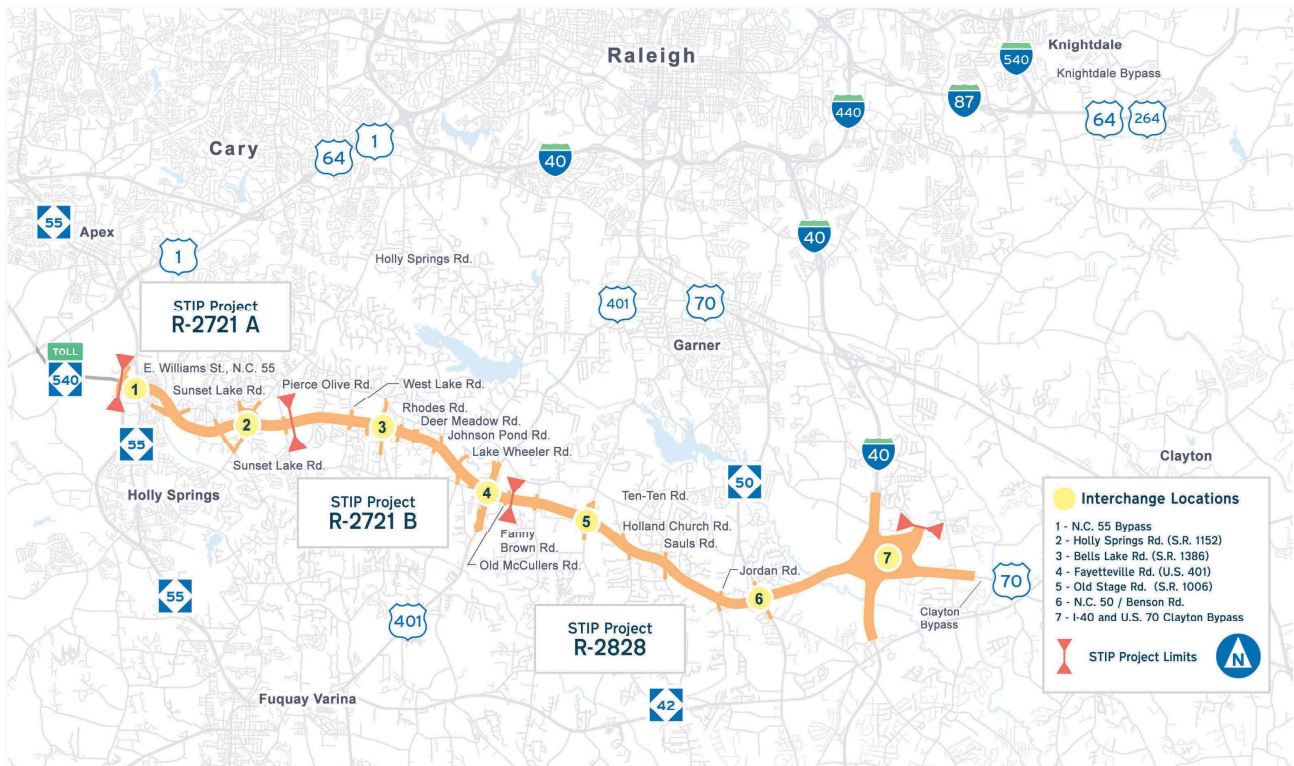 Raleigh
Knightdale
540
Knightdale Bypass
87
440
64
264
1
64
Cary
40
55
Apex
40
1
Holly Springs Rd.
401
70
STIP Project
R-2721 A
Garner
TOLL
540
E. Williams St., N.C. 55
Sunset Lake Rd.
Pierce Olive Rd.
West Lake Rd.
1
2
3
Rhodes Rd.
Deer Meadow Rd.
Johnson Pond Rd.
Lake Wheeler Rd.
55
Sunset Lake Rd.
40
Clayton
Holly Springs
STIP Project
R-2721 B
50
4
5
Ten-Ten Rd.
Fanny
Brown Rd.
Old McCullers Rd.
Holland Church Rd.
Sauls Rd.
Jordan Rd.
6
7
70
Clayton
Bypass
55
401
STIP Project
R-2828
Fuquay Varina
42
Interchange Locations
1 - N.C. 55 Bypass
2 - Holly Springs Rd. (S.R. 1152)
3 - Bells Lake Rd. (S.R. 1386)
4 - Fayetteville Rd. (U.S. 401)
5 - Old Stage Rd. (S.R. 1006)
6 - N.C. 50 / Benson Rd.
7 - I-40 and U.S. 70 Clayton Bypass
STIP Project Limits
N